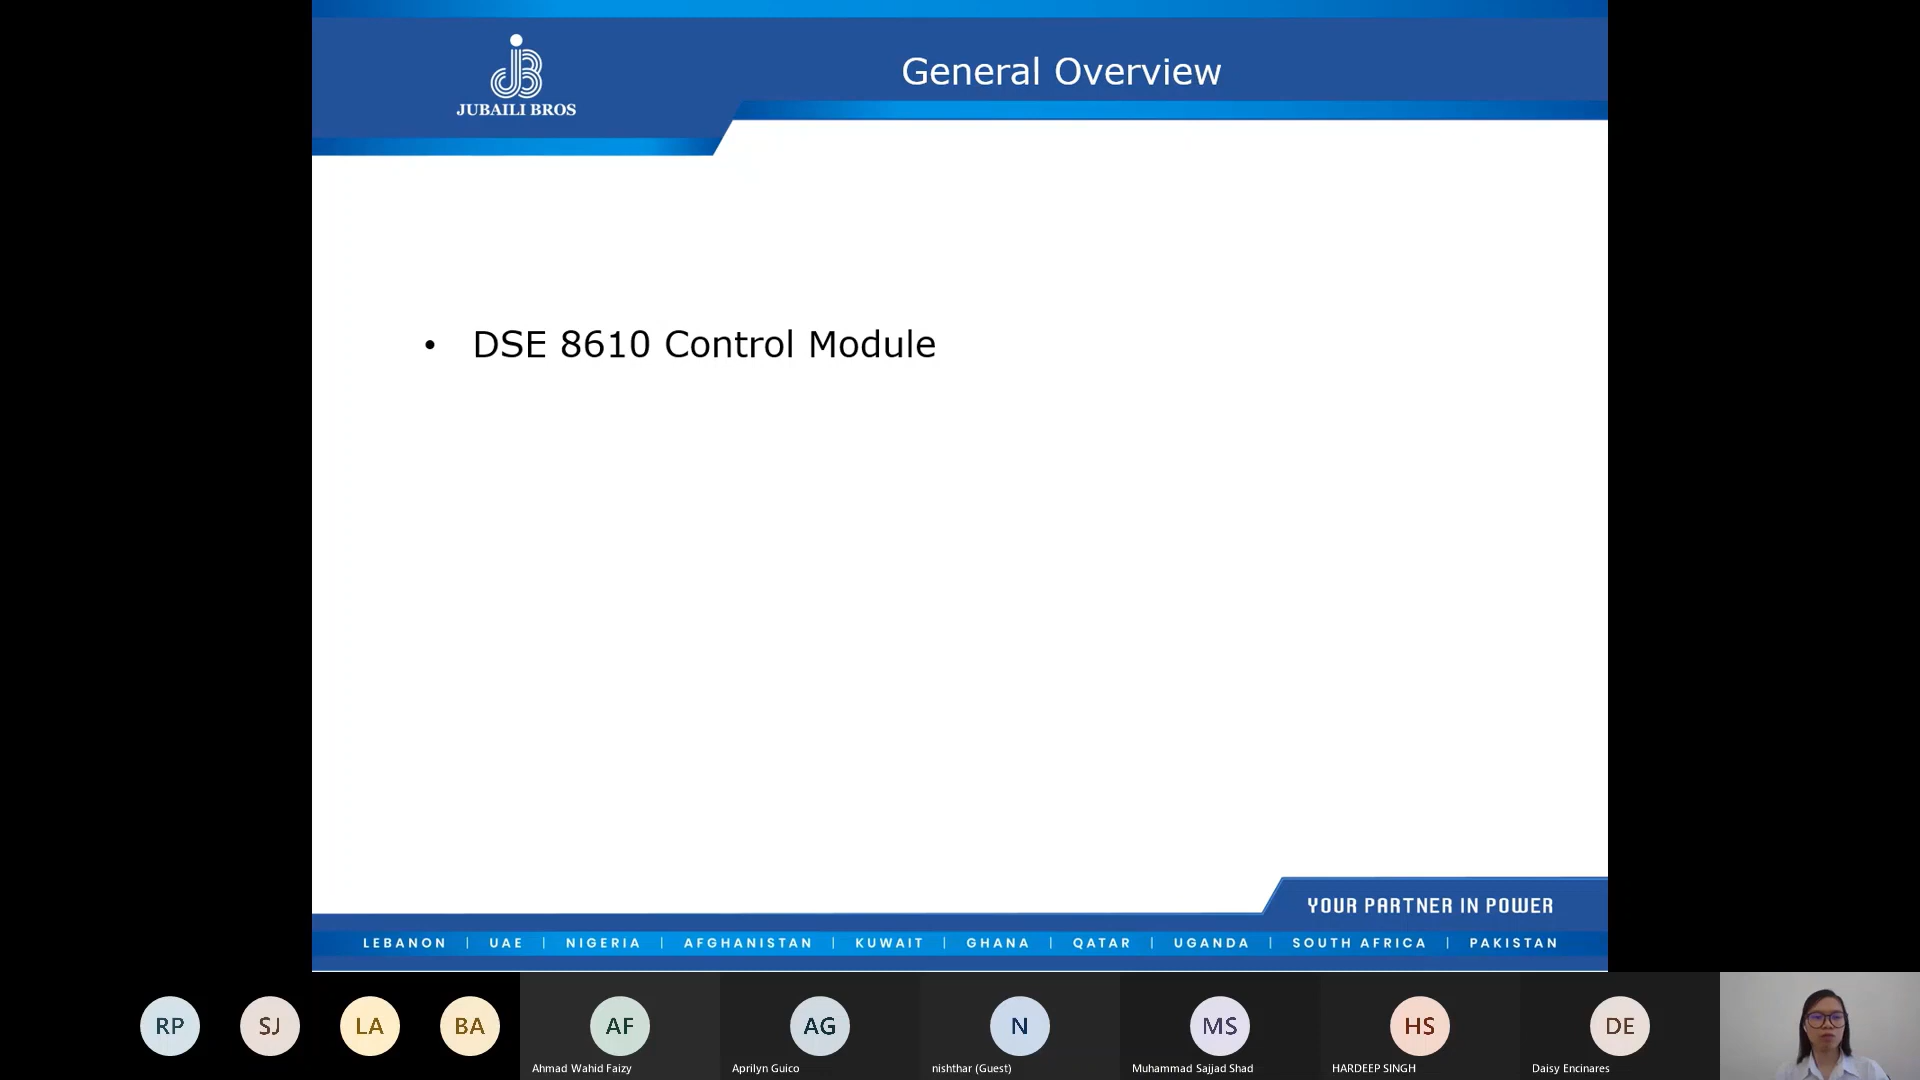 General Overview
JUBAILI BROS
• DSE 8610 Control Module
YOUR PARTNER IN POWER
LEBANON | UAE | NIGERIA | AFGHANISTAN | KUWAIT | GHANA | QATAR | UGANDA | SOUTH AFRICA | PAKISTAN
RP SJ LA BA AF AG N MS HS DE
Ahmad Wahid Faizy Aprilyn Guico nishthar (Guest) Muhammad Sajjad Shad HARDEEP SINGH Daisy Encinares